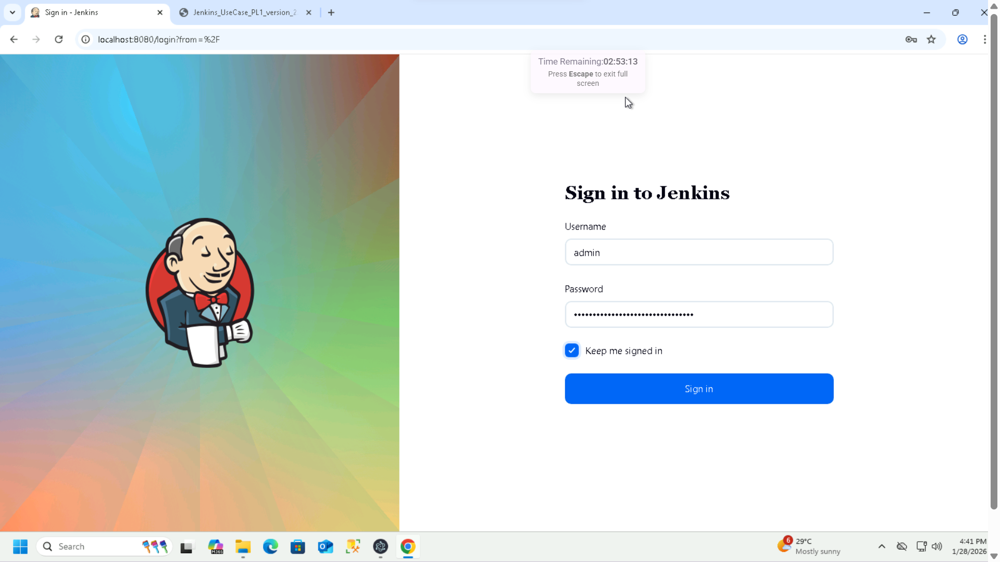 Sign in - Jenkins
Jenkins_UseCase_PL1_version_2
localhost:8080/login?from=%2F
Time Remaining:02:53:13
Press Escape to exit full
screen
Sign in to Jenkins
Username
admin
Password
Keep me signed in
Sign in
Search
M365
6
29°C
Mostly sunny
4:41 PM
1/28/2026